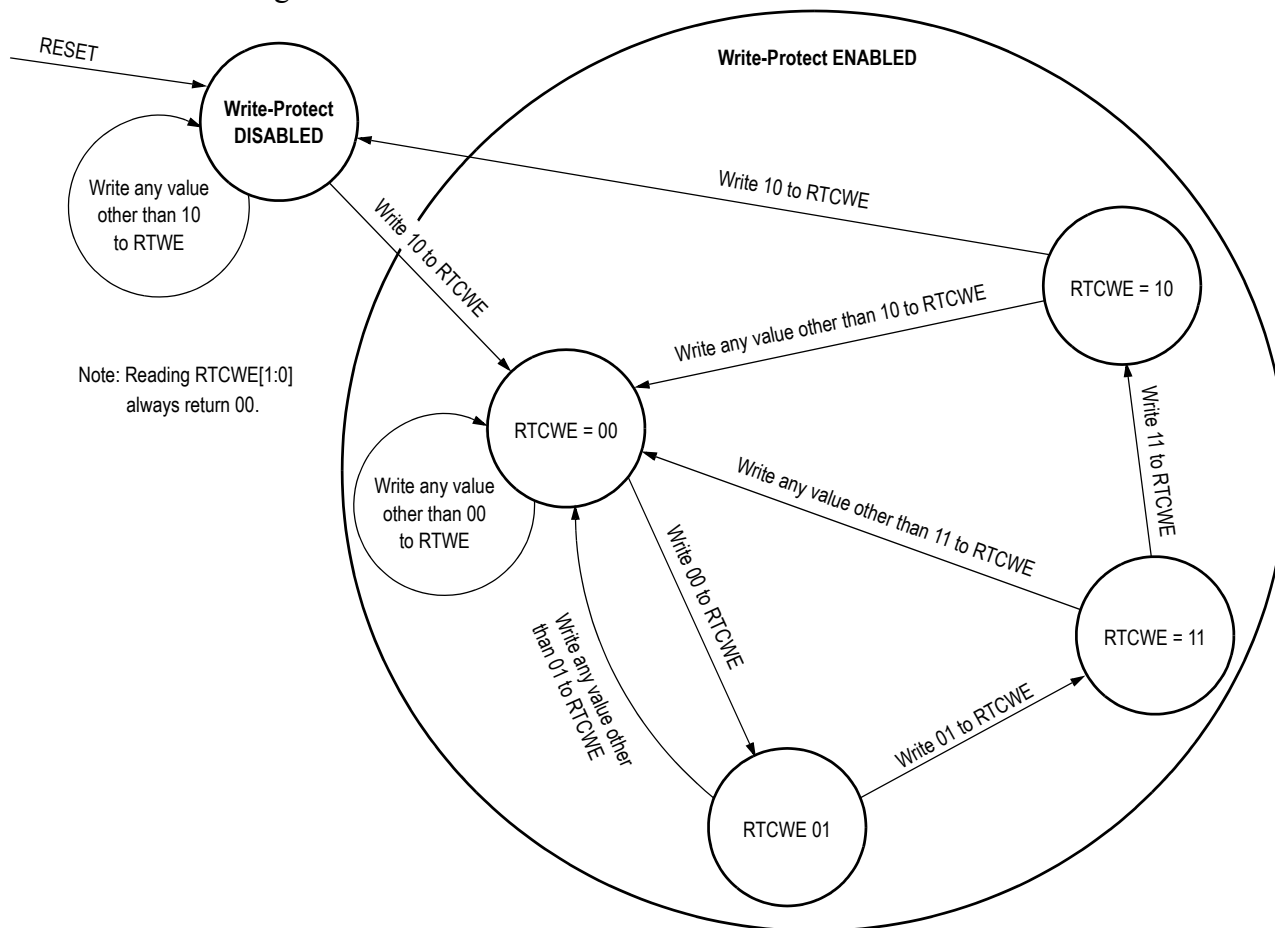 RESET
Write-Protect ENABLED
Write-Protect
DISABLED
Write any value
other than 10
to RTWE
Write 10 to RTCWE
Write 10 to RTCWE
RTCWE = 10
Write any value other than 10 to RTCWE
Note: Reading RTCWE[1:0]
always return 00.
RTCWE = 00
Write 11 to RTCWE
Write any value other than 11 to RTCWE
Write any value
other than 00
to RTWE
Write 00 to RTCWE
Write any value other
than 01 to RTCWE
RTCWE = 11
Write 01 to RTCWE
RTCWE 01